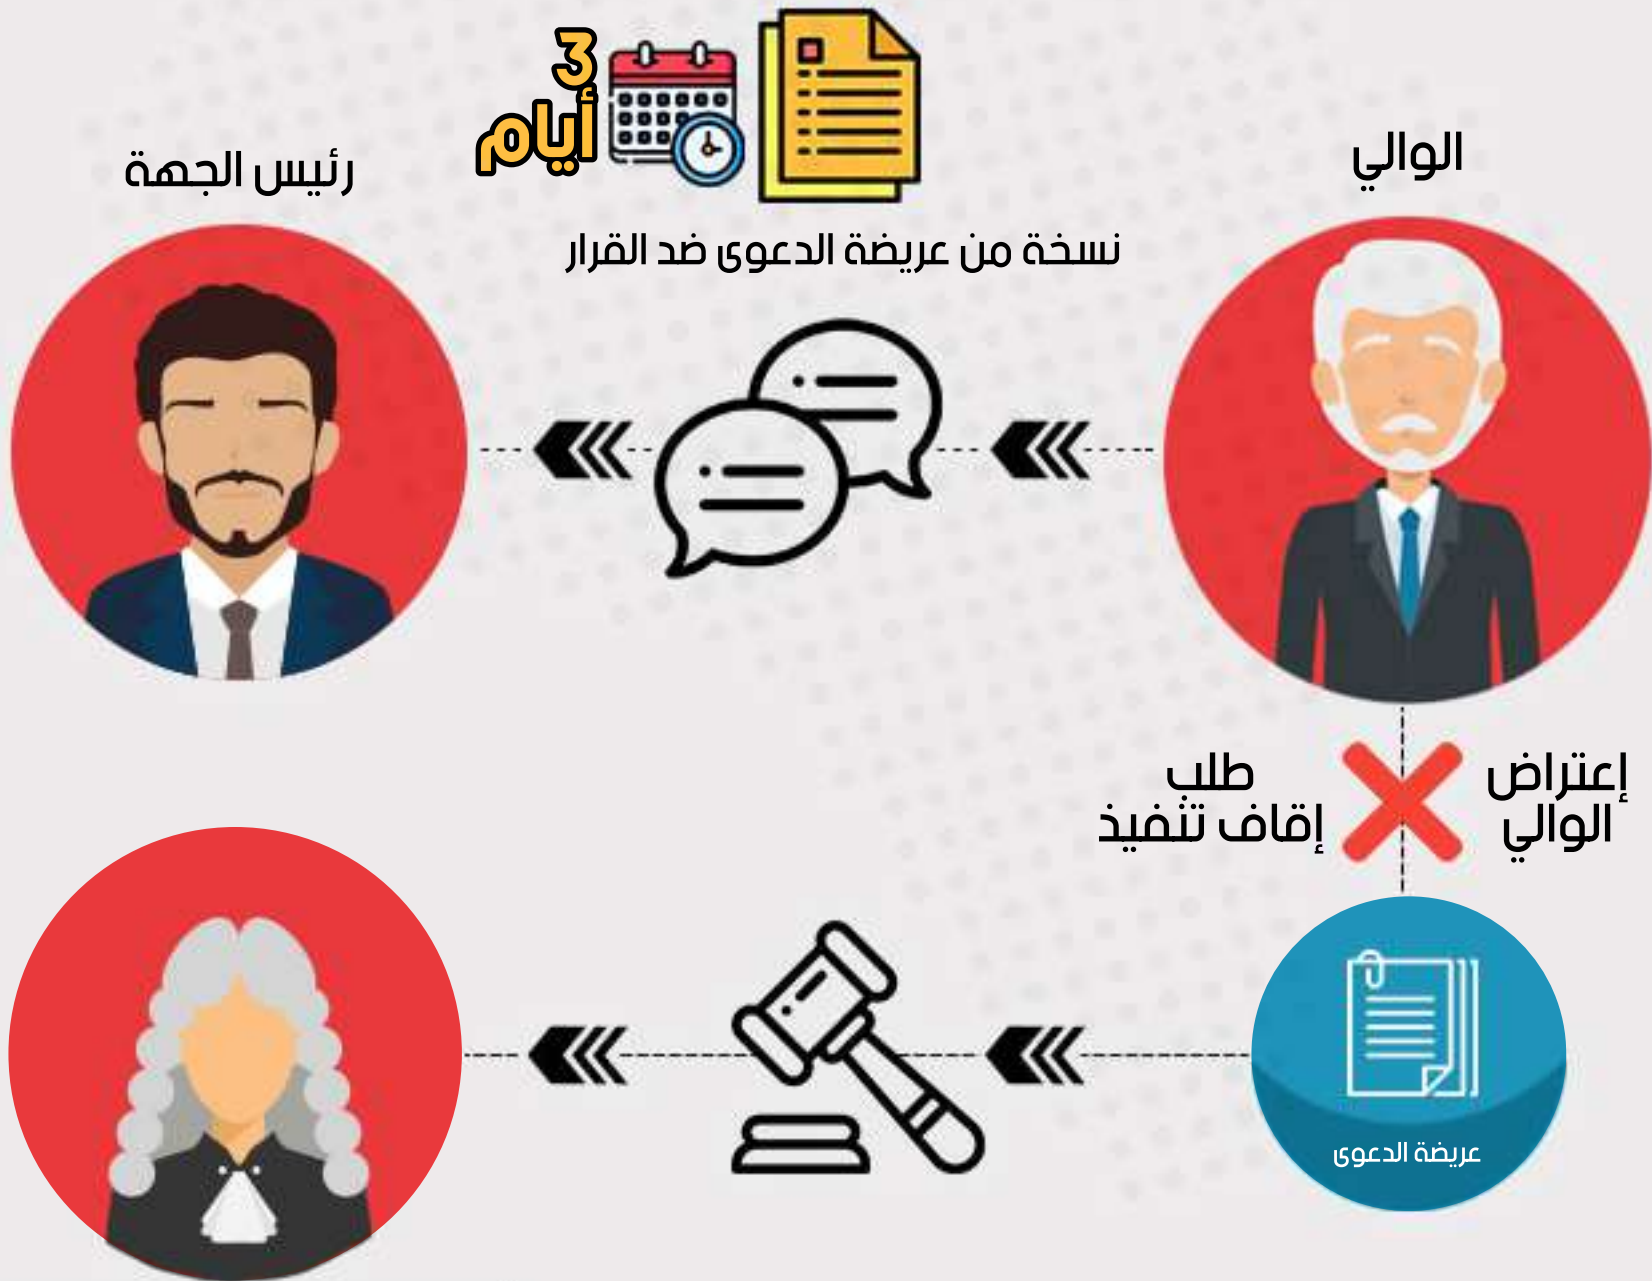 الوالي
3
أيام
رئيس الجهة
نسخة من عريضة الدعوى ضد القرار
إعتراض
الوالي
طلب
إقاف تنفيذ
عريضة الدعوى